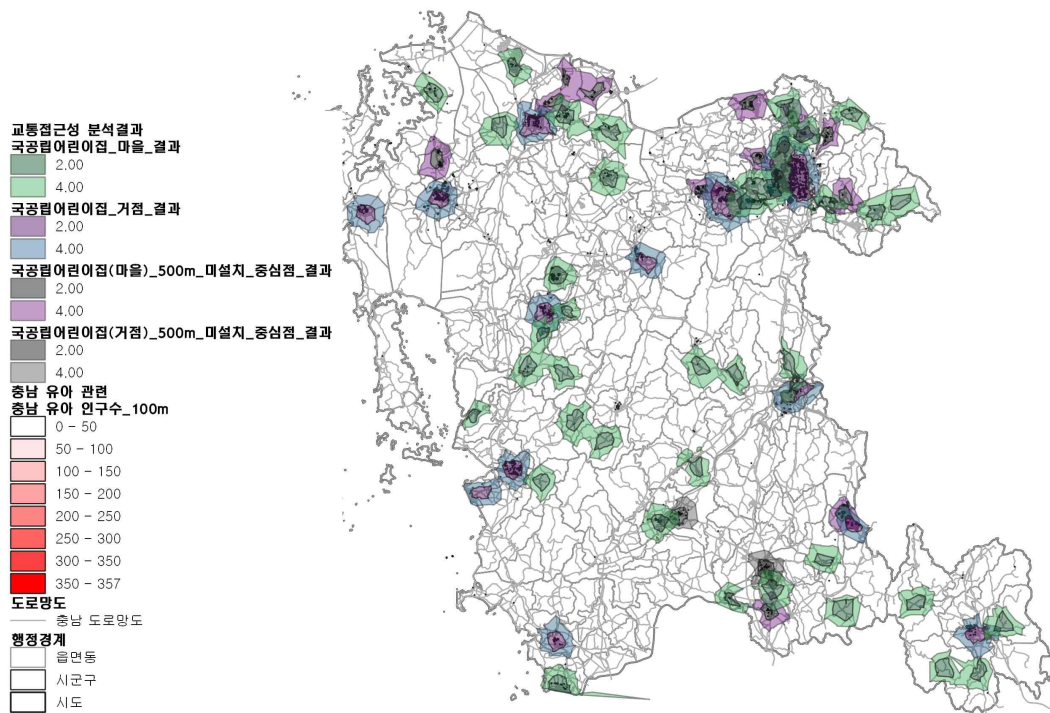 교통접근성 분석결과
국공립어린이집_마을_결과
2.00
4.00
국공립어린이집_거점_결과
2.00
4.00
국공립어린이집(마을)_500m_미설치_중심점_결과
2.00
4.00
국공립어린이집(거점)_500m_미설치_중심점_결과
2.00
4.00
충남 유아 관련
충남 유아 인구수_100m
0 - 50
50 - 100
100 - 150
150 - 200
200 - 250
250 - 300
300 - 350
350 - 357
도로망도
충남 도로망도
행정경계
읍면동
시군구
시도